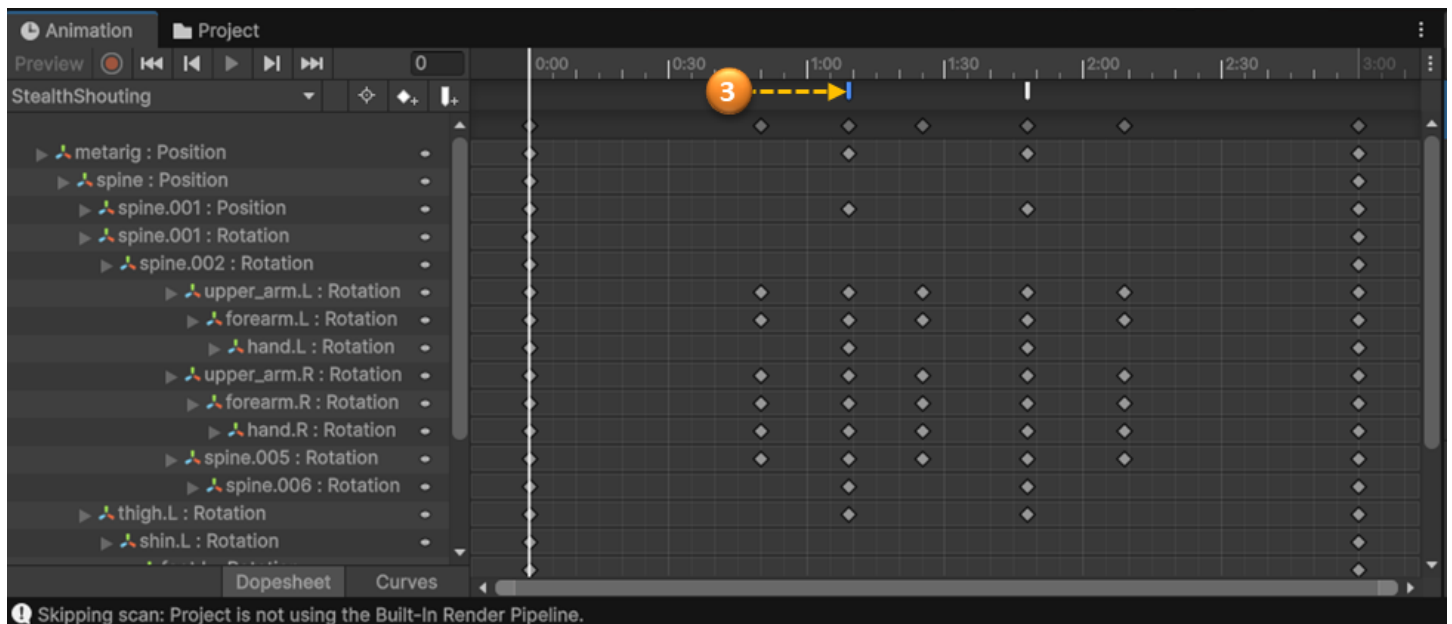 Animation Project
Preview 0 0:00 0:30 1:00 1:30 2:00 2:30 3:00
StealthShouting 3
metarig : Position
spine : Position
spine.001 : Position
spine.001 : Rotation
spine.002 : Rotation
upper_arm.L : Rotation
forearm.L : Rotation
hand.L : Rotation
upper_arm.R : Rotation
forearm.R : Rotation
hand.R : Rotation
spine.005 : Rotation
spine.006 : Rotation
thigh.L : Rotation
shin.L : Rotation
Dopesheet Curves
Skipping scan: Project is not using the Built-In Render Pipeline.